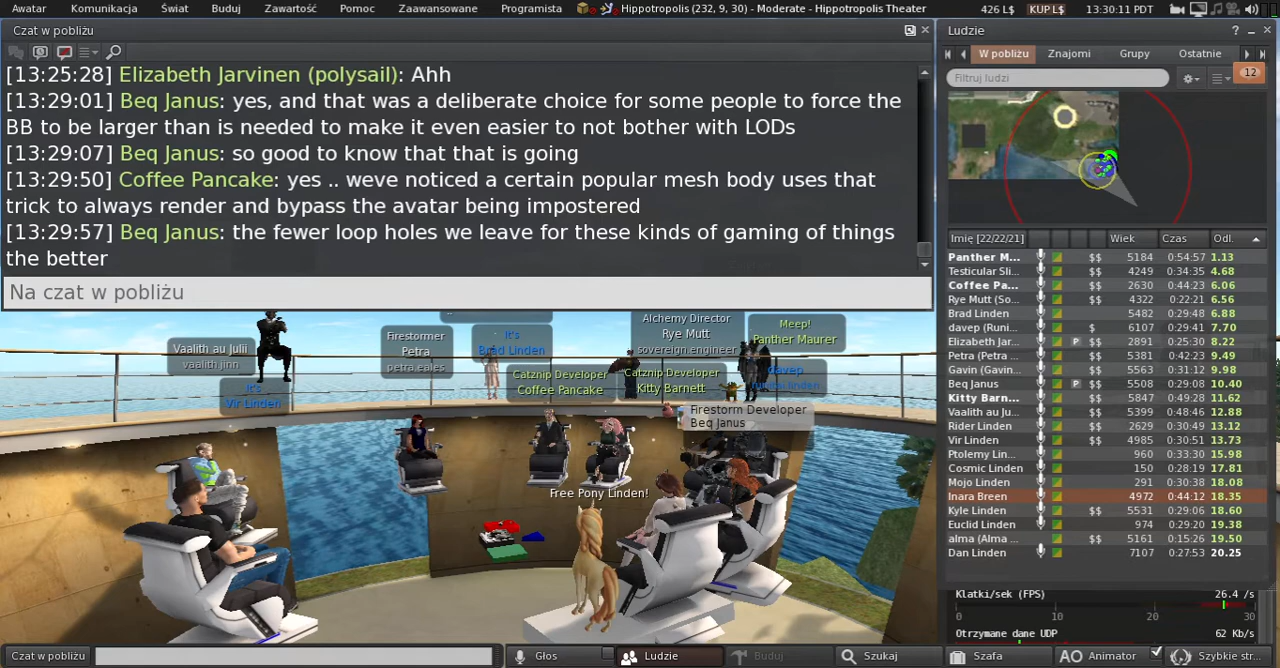 Awatar Komunikacja Świat Buduj Zawartość Pomoc Zaawansowane Programista Hippotropolis (232, 9, 30) - Moderate - Hippotropolis Theater 426 L$ KUP L$ 13:30:11 PDT
Czat w pobliżu
[13:25:28] Elizabeth Jarvinen (polysail): Ahh
[13:29:01] Beq Janus: yes, and that was a deliberate choice for some people to force the
BB to be larger than is needed to make it even easier to not bother with LODs
[13:29:07] Beq Janus: so good to know that that is going
[13:29:50] Coffee Pancake: yes .. weve noticed a certain popular mesh body uses that
trick to always render and bypass the avatar being impostered
[13:29:57] Beq Janus: the fewer loop holes we leave for these kinds of gaming of things
the better
Na czat w pobliżu
Vaalith au Julii
vaalith.jinn
It's
Vir Linden
Firestormer
Petra
petra.eales
It's
Brad Linden
Catznip Developer
Coffee Pancake
Alchemy Director
Rye Mutt
sovereign.engineer
Catznip Developer
Kitty Barnett
Meep!
Panther Maurer
davep
Firestorm Developer
Beq Janus
Free Pony Linden!
Ludzie
W pobliżu Znajomi Grupy Ostatnie
Filtruj ludzi
12
Imię [22/22/21] Wiek Czas Odl.
Panther M... $$ 5184 0:54:57 1.13
Testicular Sli... $$ 4249 0:34:35 4.68
Coffee Pa... $$ 2630 0:44:23 6.06
Rye Mutt (So... $$ 4322 0:22:21 6.56
Brad Linden 5482 0:29:48 6.88
davep (Runi... $ 6107 0:29:41 7.70
Elizabeth Jar... P $ 2891 0:25:30 8.22
Petra (Petra ... $$ 5381 0:42:23 9.49
Gavin (Gavin... $$ 5563 0:31:12 9.98
Beq Janus P $$ 5508 0:29:08 10.40
Kitty Barn... $$ 5847 0:49:28 11.62
Vaalith au Ju... $$ 5397 0:48:46 12.88
Rider Linden $$ 2629 0:30:49 13.12
Vir Linden $$ 4985 0:30:51 13.73
Ptolemy Lin... 960 0:33:30 15.98
Cosmic Linden 150 0:28:19 17.81
Mojo Linden 291 0:30:38 18.08
Inara Breen 4972 0:44:12 18.35
Kyle Linden $$ 5531 0:29:06 18.60
Euclid Linden 974 0:29:20 19.38
alma (Alma ... $$ 5161 0:15:26 19.50
Dan Linden 7107 0:27:53 20.25
Klatki/sek (FPS) 26.4 /s
0 10 20 30
Otrzymane dane UDP 62 Kb/s
Czat w pobliżu Głos Ludzie Buduj Szukaj Szafa AO Animator Szybkie str...